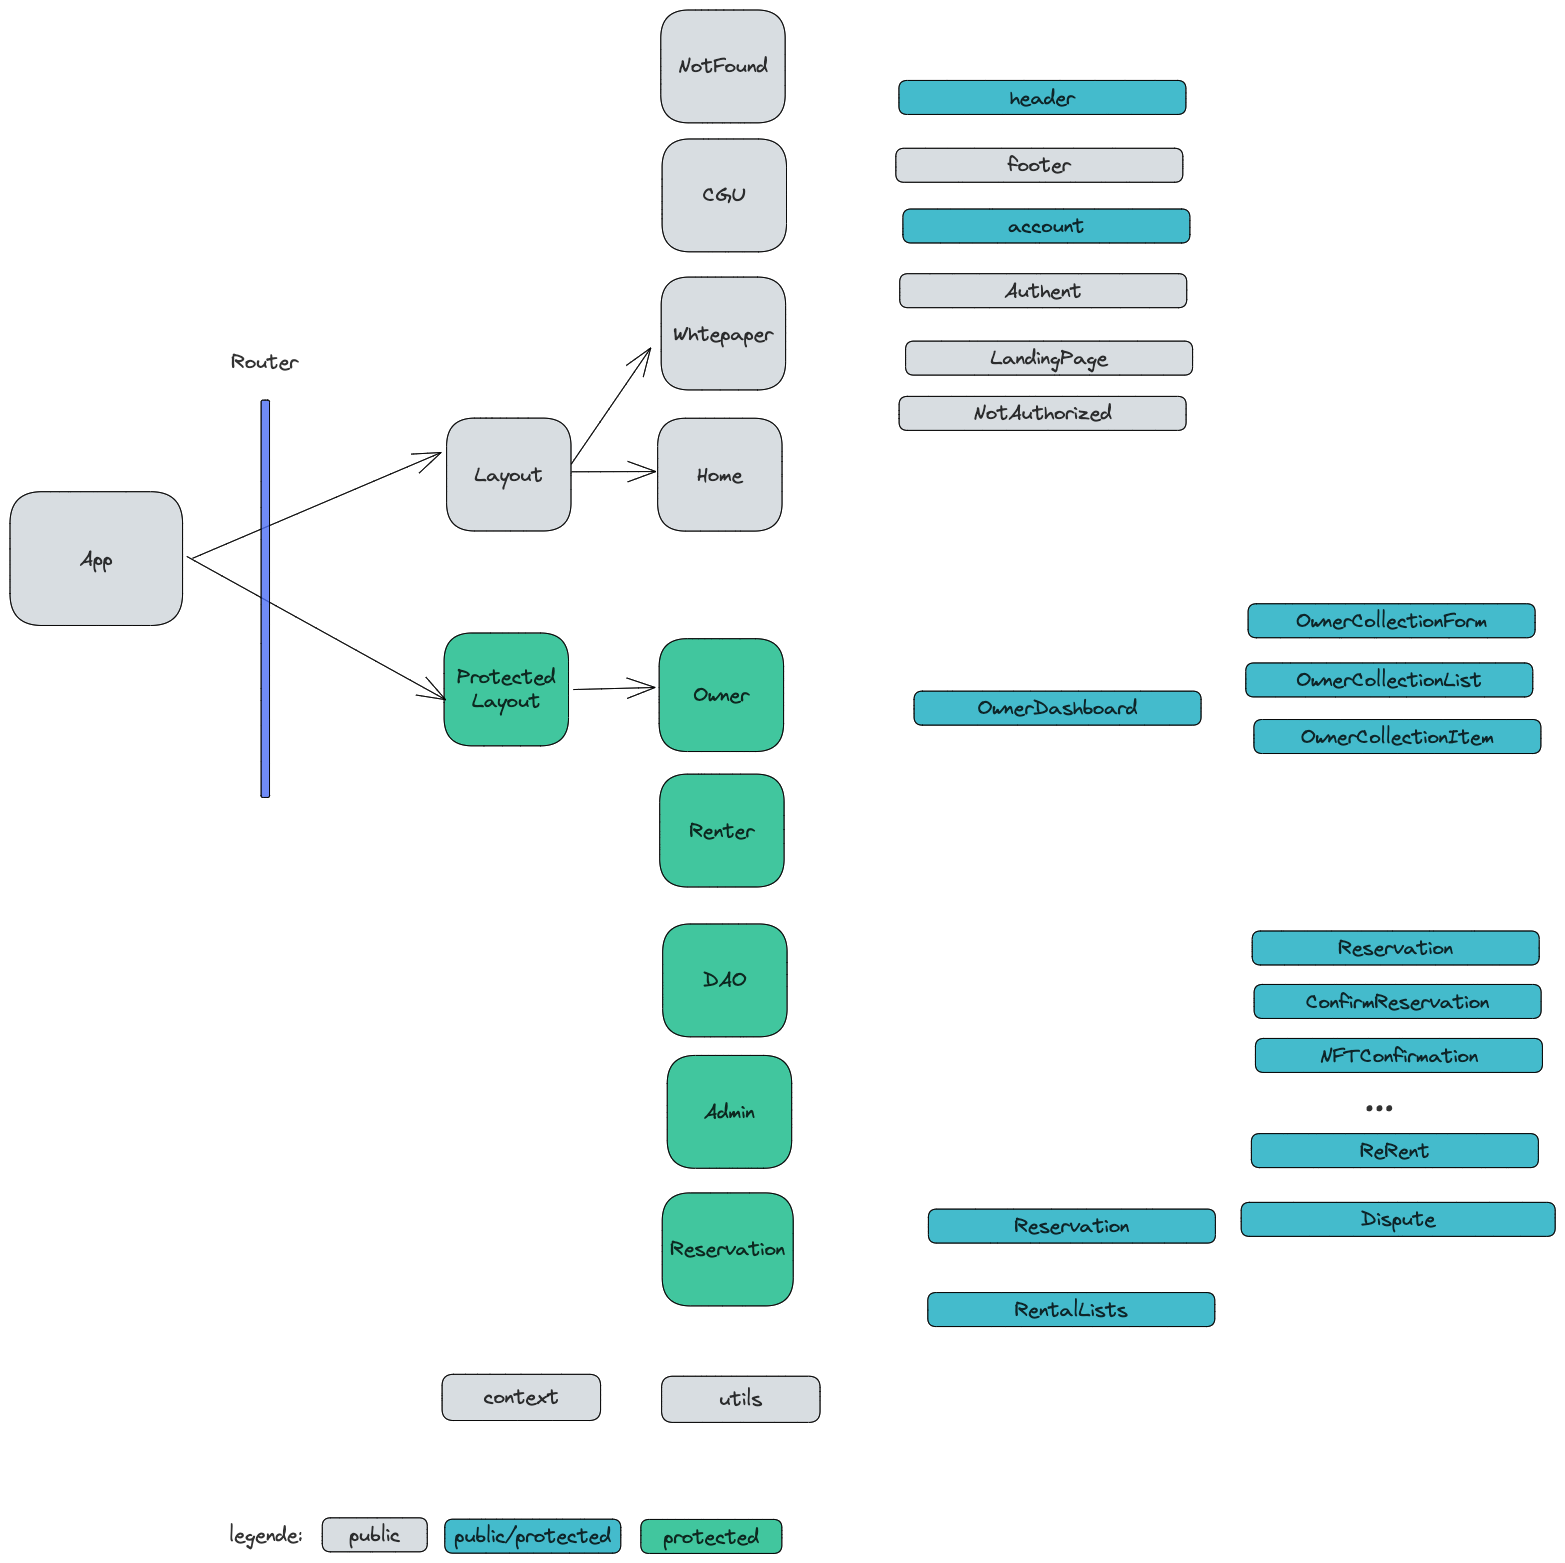 NotFound
header
footer
CGU
account
Authent
Whtepaper
LandingPage
Router
NotAuthorized
Layout
Home
App
OwnerCollectionForm
Protected
Layout
Owner
OwnerCollectionList
OwnerDashboard
OwnerCollectionItem
Renter
Reservation
DAO
ConfirmReservation
NFTConfirmation
Admin
...
ReRent
Reservation
Reservation
Dispute
RentalLists
context
utils
legende:
public
public/protected
protected